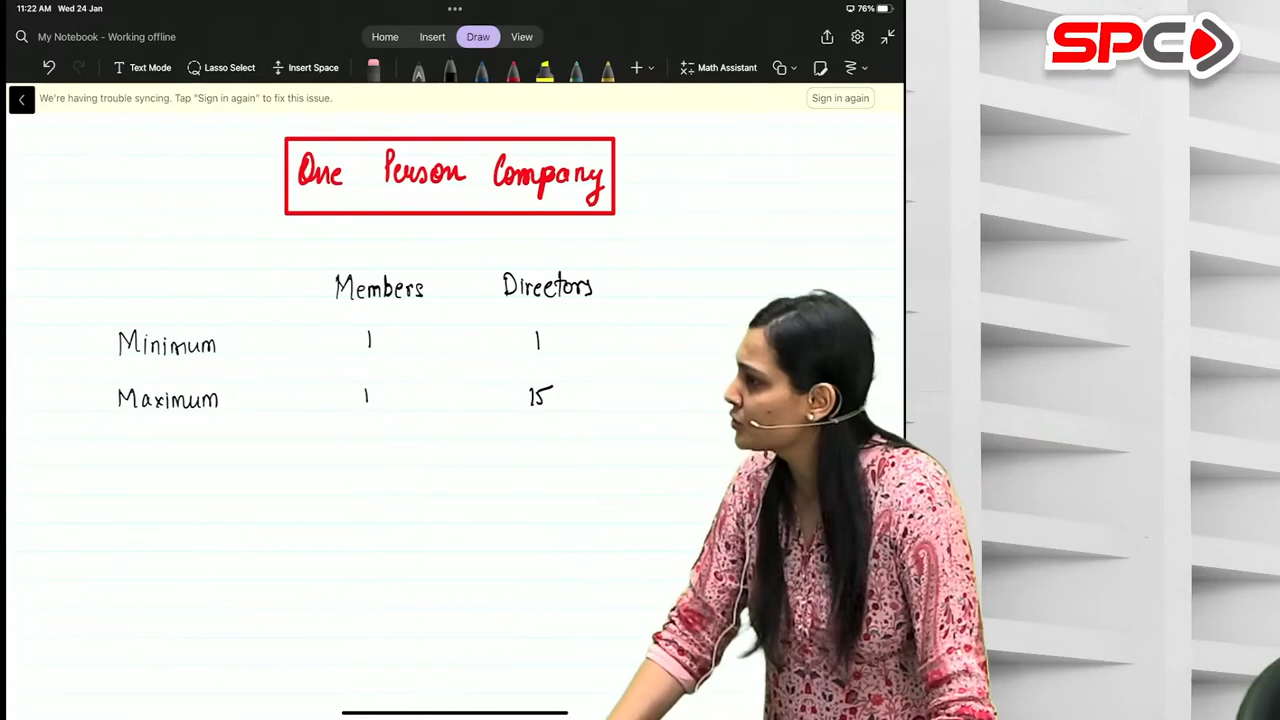 11:22 AM Wed 24 Jan
76%
My Notebook - Working offline
Home Insert Draw View
Text Mode Lasso Select Insert Space Math Assistant
We're having trouble syncing. Tap "Sign in again" to fix this issue.
Sign in again
SPC
One Person Company
Members Directors
Minimum 1 1
Maximum 1 15